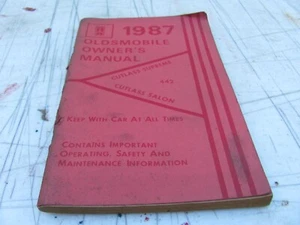 1987
OLDSMOBILE
OWNER'S
MANUAL
CUTLASS SUPREME
442
CUTLASS SALON
KEEP WITH CAR AT ALL TIMES
CONTAINS IMPORTANT
OPERATING, SAFETY AND
MAINTENANCE INFORMATION